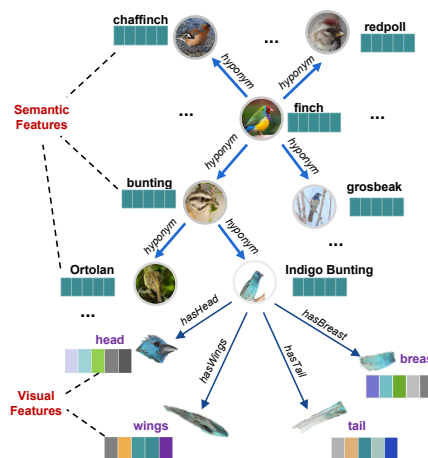 chaffinch
...
redpoll
hyponym
hyponym
Semantic
Features
...
finch
...
hyponym
hyponym
bunting
grosbeak
...
hyponym
hyponym
Ortolan
Indigo Bunting
...
hasHead
hasBreast
head
hasWings
hasTail
breas
Visual
Features
wings
tail